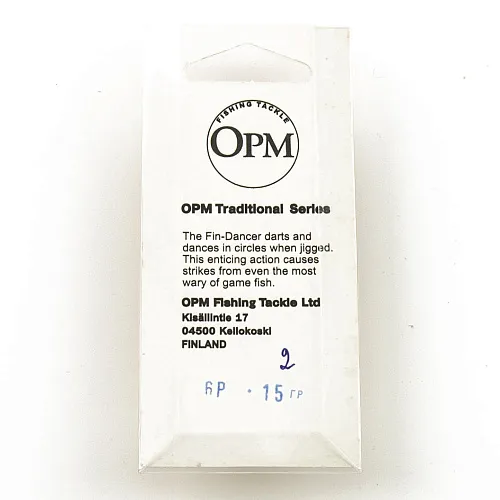 FISHING TACKLE
OPM
OPM Traditional Series
The Fin-Dancer darts and
dances in circles when jigged.
This enticing action causes
strikes from even the most
wary of game fish.
OPM Fishing Tackle Ltd
Kisällintie 17
04500 Kellokoski
FINLAND
2
6P · 15 ГР